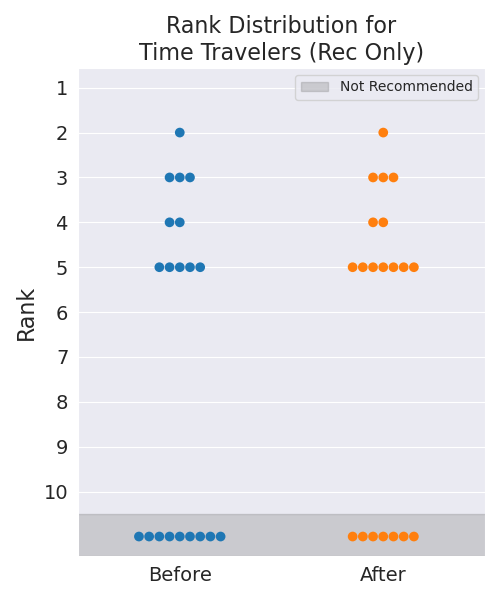 Rank Distribution for
Time Travelers (Rec Only)
Not Recommended
1
2
3
4
5
6
7
8
9
10
Rank
Before
After